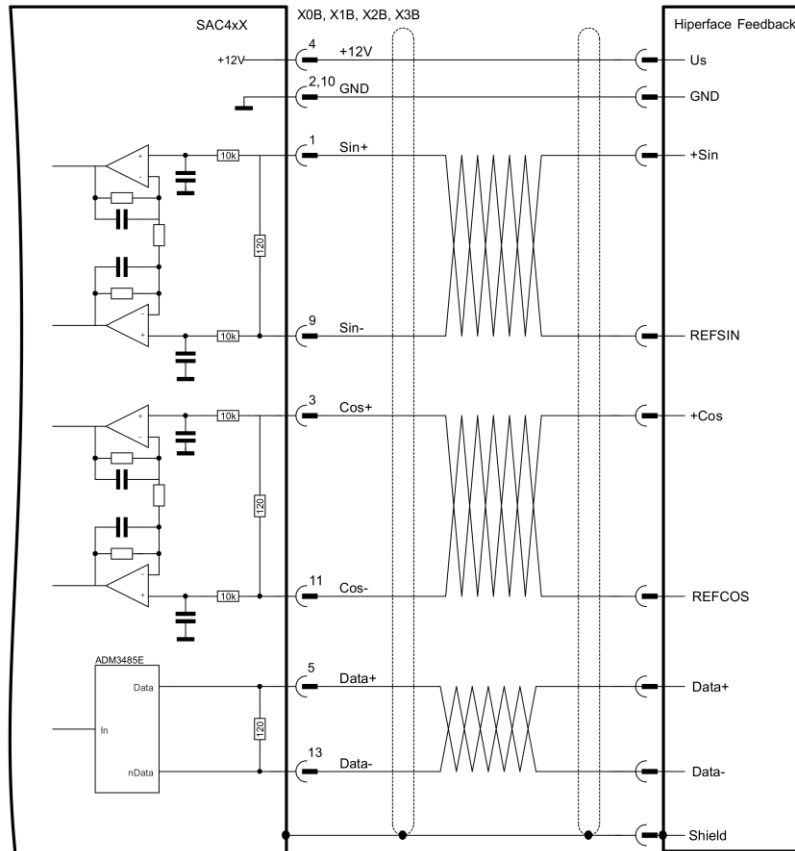 X0B, X1B, X2B, X3B
SAC4xX
Hiperface Feedback
+12V
4
+12V
Us
2,10
GND
GND
1
Sin+
+Sin
+
-
10k
120
-
+
10k
9
Sin-
REFSIN
3
Cos+
+Cos
+
-
10k
120
-
+
10k
11
Cos-
REFCOS
ADM3485E
5
Data+
Data+
Data
In
120
nData
13
Data-
Data-
Shield